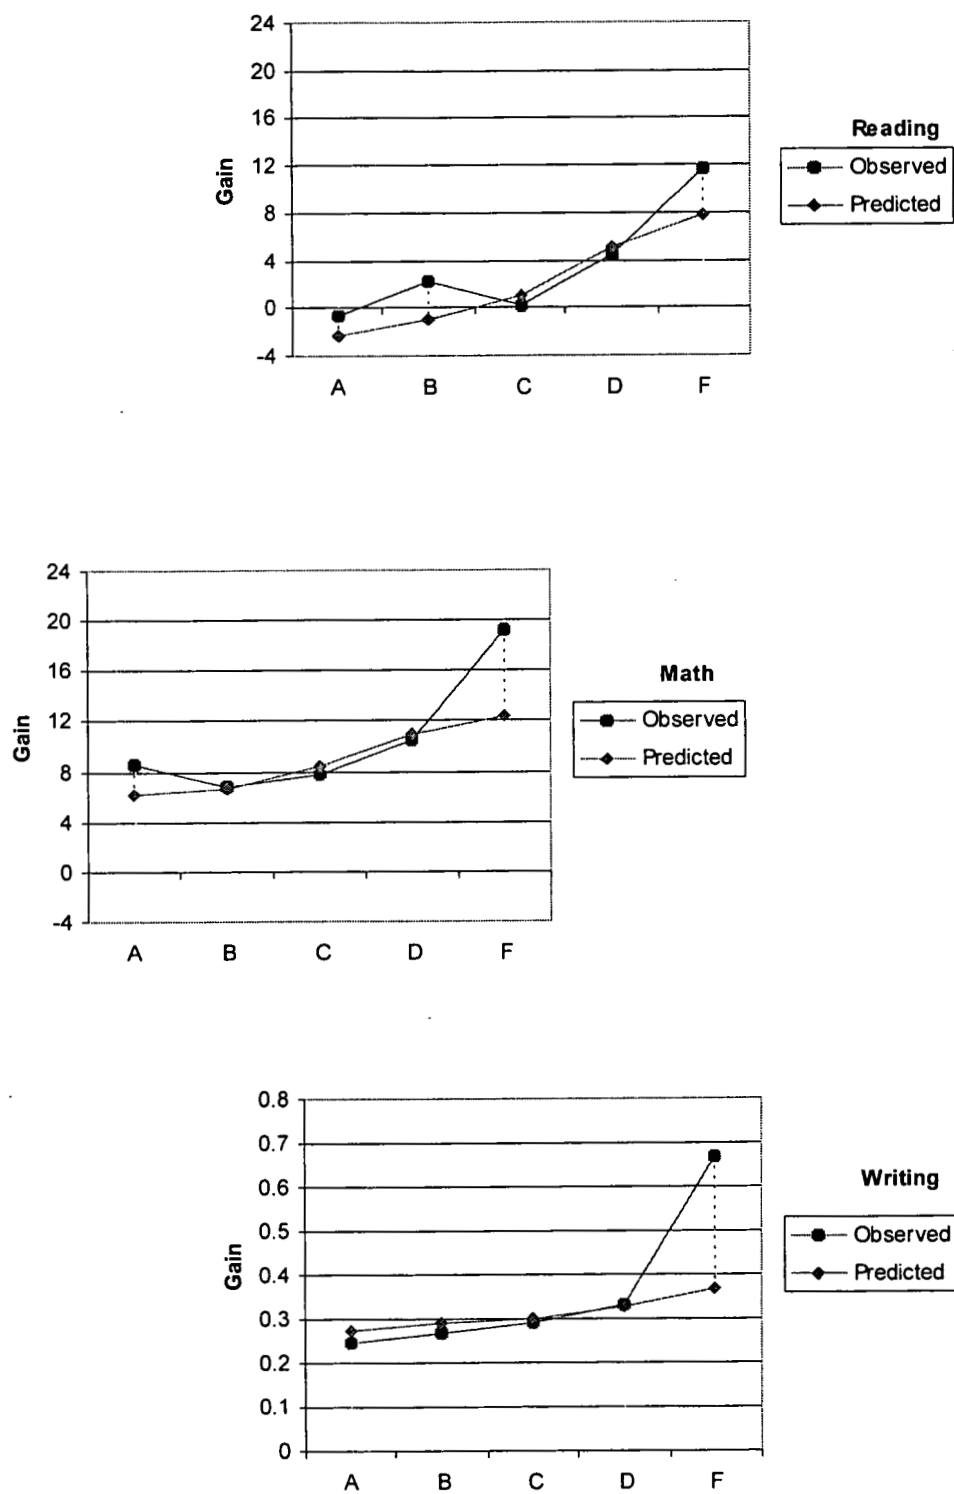 24
20
16
12
8
4
0
-4
Gain
A B C D F
Reading
Observed
Predicted
24
20
16
12
8
4
0
-4
Gain
A B C D F
Math
Observed
Predicted
0.8
0.7
0.6
0.5
0.4
0.3
0.2
0.1
0
Gain
A B C D F
Writing
Observed
Predicted